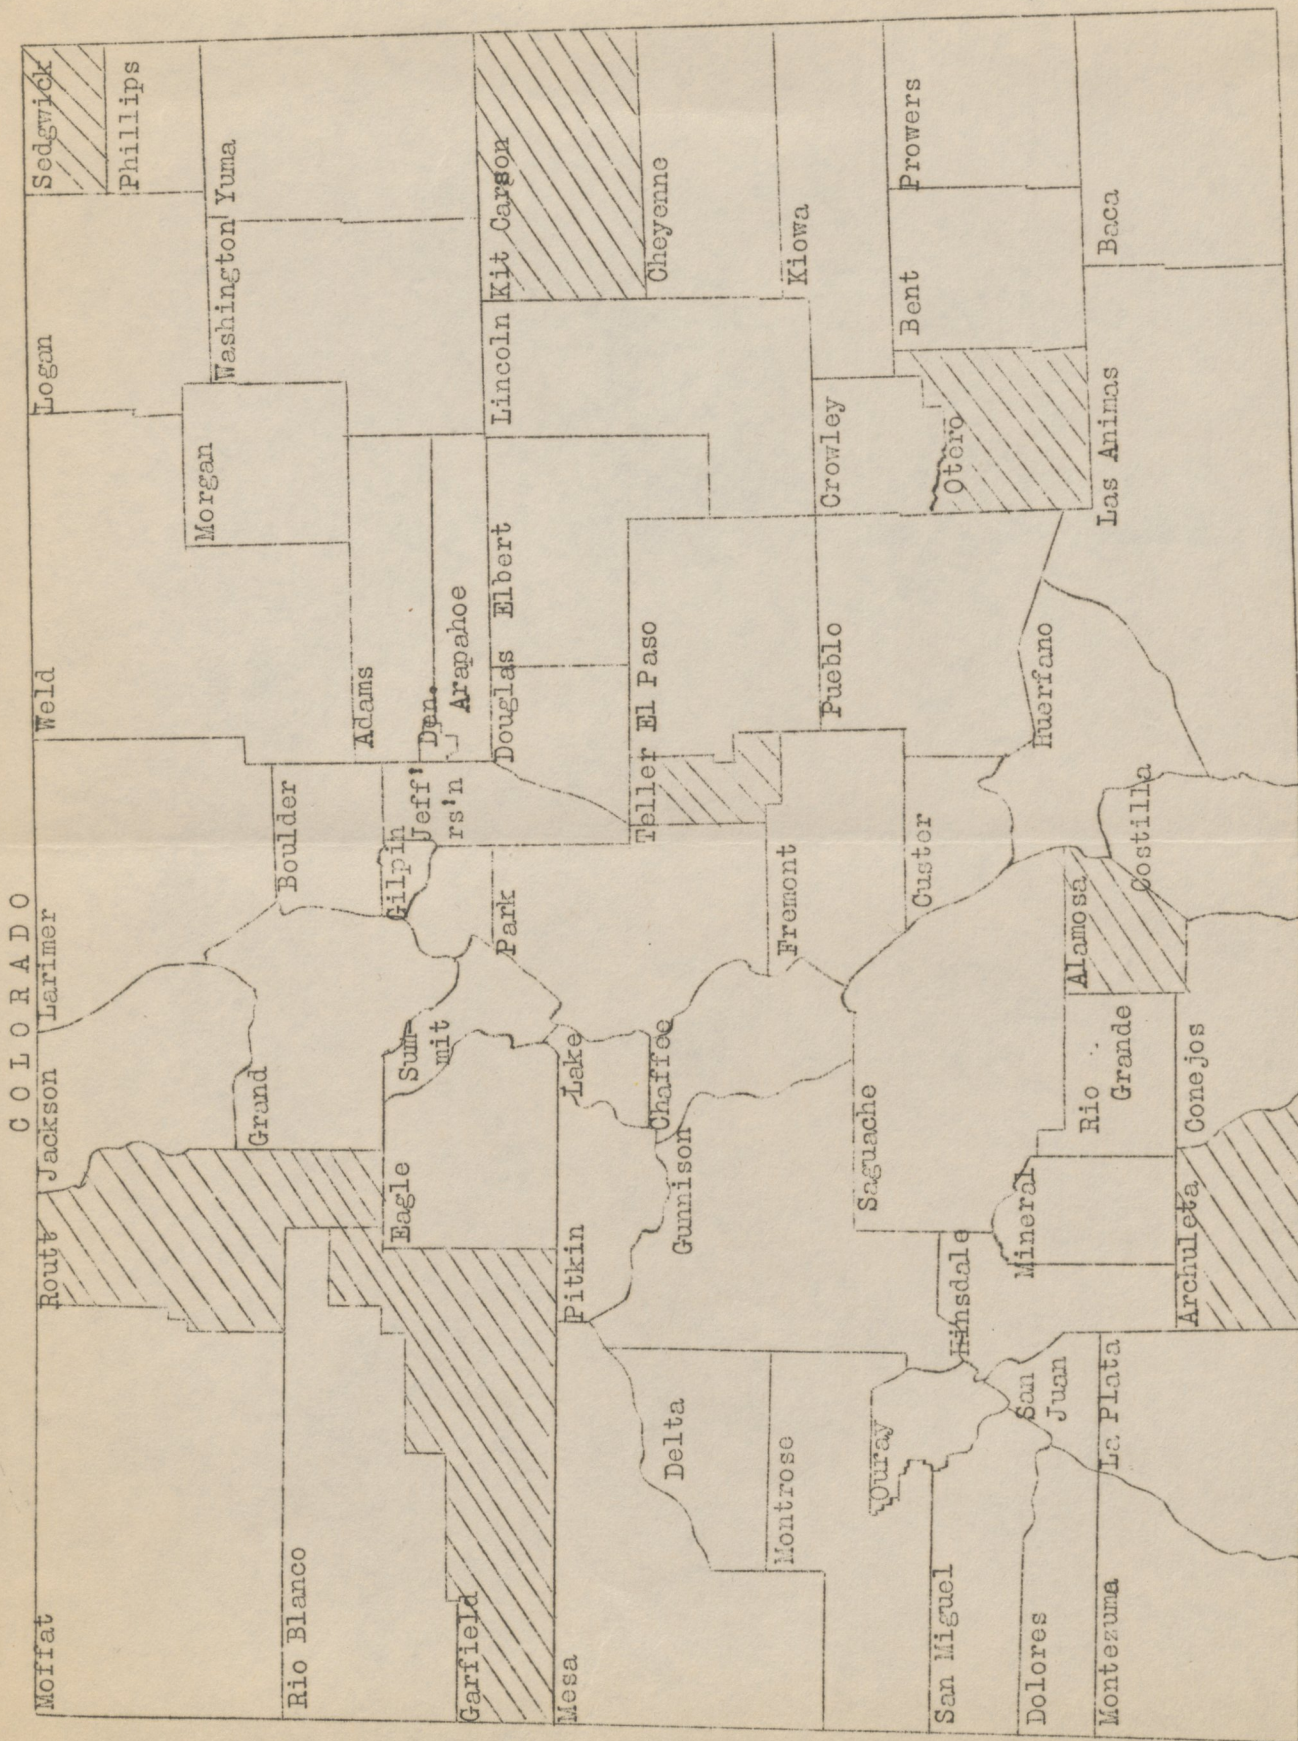 COLORADO
Moffat
Routt
Jackson
Larimer
Weld
Logan
Sedgwick
Phillips
Morgan
Washington
Yuma
Grand
Boulder
Rio Blanco
Adams
Gilpin
Jeff'
rs'n
Den.
Arapahoe
Sum-
mit
Eagle
Garfield
Park
Douglas
Elbert
Lincoln
Kit Carson
Mesa
Pitkin
Lake
Teller
El Paso
Cheyenne
Chaffee
Gunnison
Delta
Fremont
Montrose
Kiowa
Pueblo
Crowley
Saguache
Ouray
Custor
Otero
Bent
Prowers
San Miguel
Hinsdale
Mineral
San
Juan
Dolores
Huerfano
Alamosa
Rio
Grande
Montezuma
La Plata
Las Animas
Baca
Costilla
Archuleta
Conejos